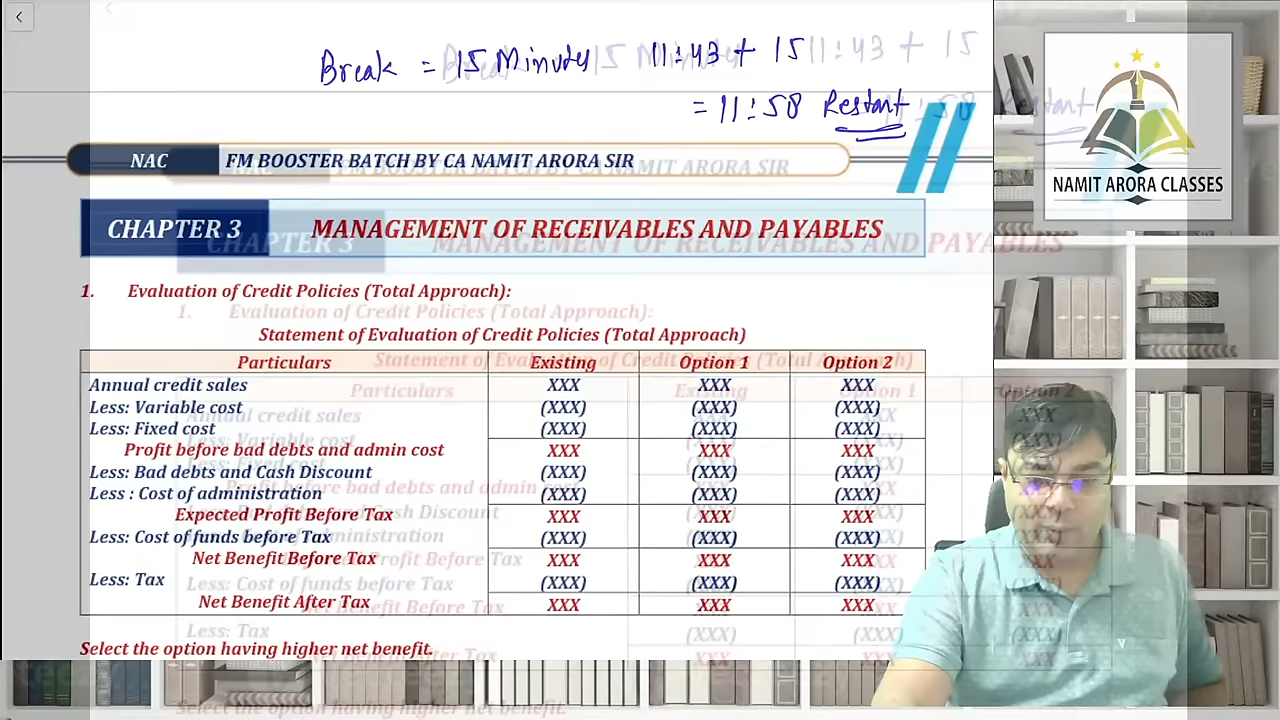 Break = 15 Minutes 11:43 + 15
= 11:58 Restart
NAC FM BOOSTER BATCH BY CA NAMIT ARORA SIR
NAMIT ARORA CLASSES
CHAPTER 3 MANAGEMENT OF RECEIVABLES AND PAYABLES
1. Evaluation of Credit Policies (Total Approach):
Statement of Evaluation of Credit Policies (Total Approach)
Particulars Existing Option 1 Option 2
Annual credit sales XXX XXX XXX
Less: Variable cost (XXX) (XXX) (XXX)
Less: Fixed cost (XXX) (XXX) (XXX)
Profit before bad debts and admin cost XXX XXX XXX
Less: Bad debts and Cash Discount (XXX) (XXX) (XXX)
Less : Cost of administration (XXX) (XXX) (XXX)
Expected Profit Before Tax XXX XXX XXX
Less: Cost of funds before Tax (XXX) (XXX) (XXX)
Net Benefit Before Tax XXX XXX XXX
Less: Tax (XXX) (XXX) (XXX)
Net Benefit After Tax XXX XXX XXX
Select the option having higher net benefit.